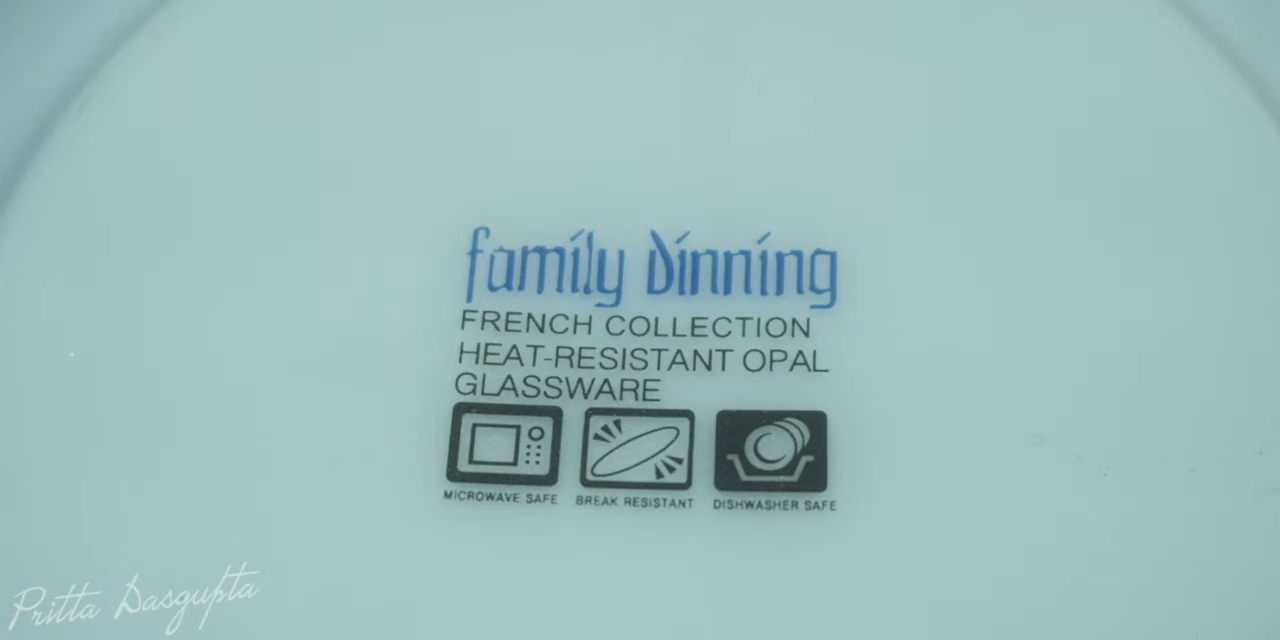 family Dinning
FRENCH COLLECTION
HEAT-RESISTANT OPAL
GLASSWARE
MICROWAVE SAFE BREAK RESISTANT DISHWASHER SAFE
Pritta Dasgupta